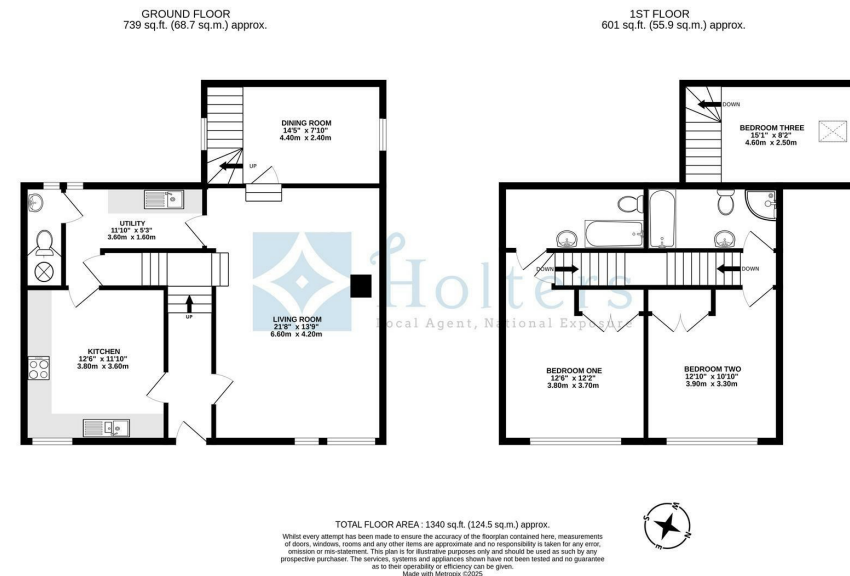 GROUND FLOOR
739 sq.ft. (68.7 sq.m.) approx.
1ST FLOOR
601 sq.ft. (55.9 sq.m.) approx.
DINING ROOM
14'5" x 7'10"
4.40m x 2.40m
UP
UTILITY
11'10" x 5'3"
3.60m x 1.60m
UP
LIVING ROOM
21'8" x 13'9"
6.60m x 4.20m
KITCHEN
12'6" x 11'10"
3.80m x 3.60m
DOWN
BEDROOM THREE
15'1" x 8'2"
4.60m x 2.50m
DOWN
DOWN
BEDROOM ONE
12'6" x 12'2"
3.80m x 3.70m
BEDROOM TWO
12'10" x 10'10"
3.90m x 3.30m
Holters
Local Agent, National Exposure
TOTAL FLOOR AREA : 1340 sq.ft. (124.5 sq.m.) approx.
Whilst every attempt has been made to ensure the accuracy of the floorplan contained here, measurements
of doors, windows, rooms and any other items are approximate and no responsibility is taken for any error,
omission or mis-statement. This plan is for illustrative purposes only and should be used as such by any
prospective purchaser. The services, systems and appliances shown have not been tested and no guarantee
as to their operability or efficiency can be given.
Made with Metropix ©2025
S
W
E
N